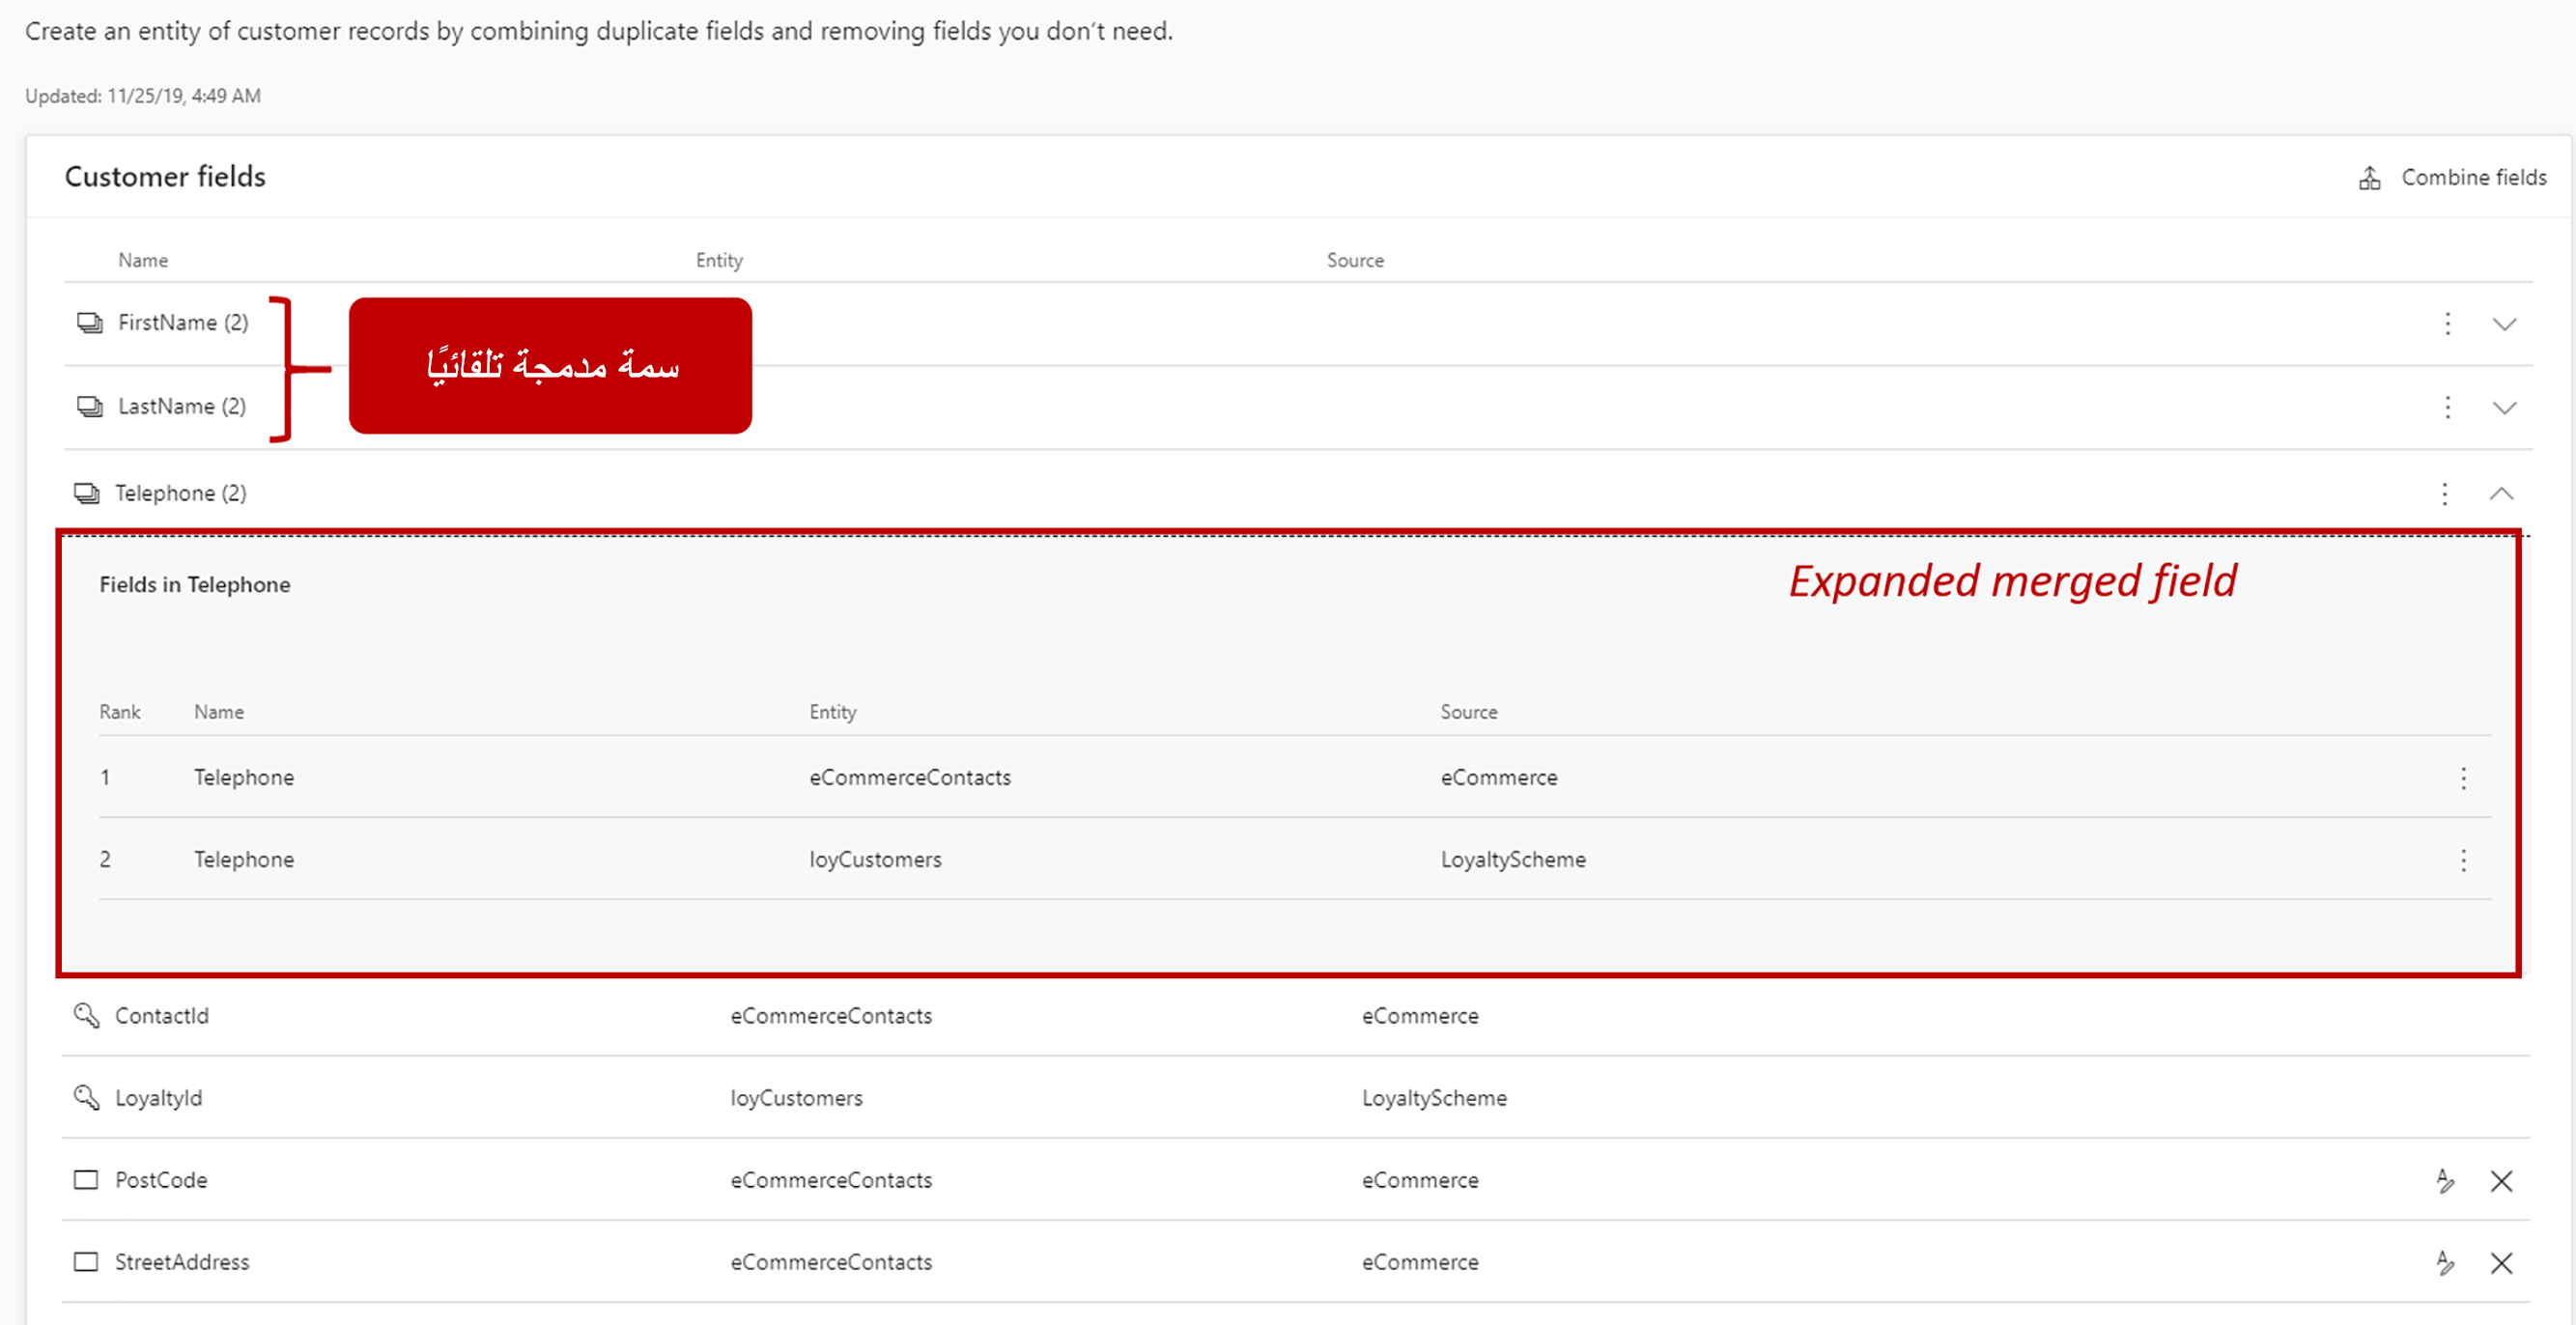 Create an entity of customer records by combining duplicate fields and removing fields you don't need.
Updated: 11/25/19, 4:49 AM
Customer fields
Combine fields
Name Entity Source
FirstName (2)
سمة مدمجة تلقائيًا
LastName (2)
Telephone (2)
Fields in Telephone
Expanded merged field
Rank Name Entity Source
1 Telephone eCommerceContacts eCommerce
2 Telephone loyCustomers LoyaltyScheme
ContactId eCommerceContacts eCommerce
LoyaltyId loyCustomers LoyaltyScheme
PostCode eCommerceContacts eCommerce
StreetAddress eCommerceContacts eCommerce